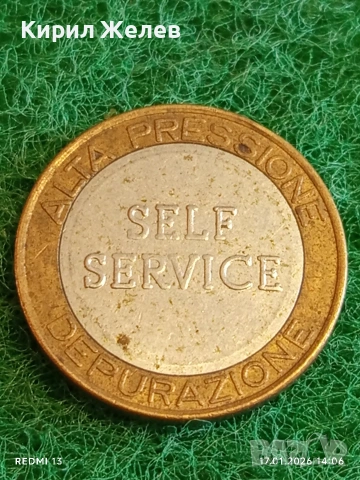 Кирил Желев
ALTA PRESSIONE
SELF
SERVICE
DEPURAZIONE
REDMI 13
17.01.2026 14:06